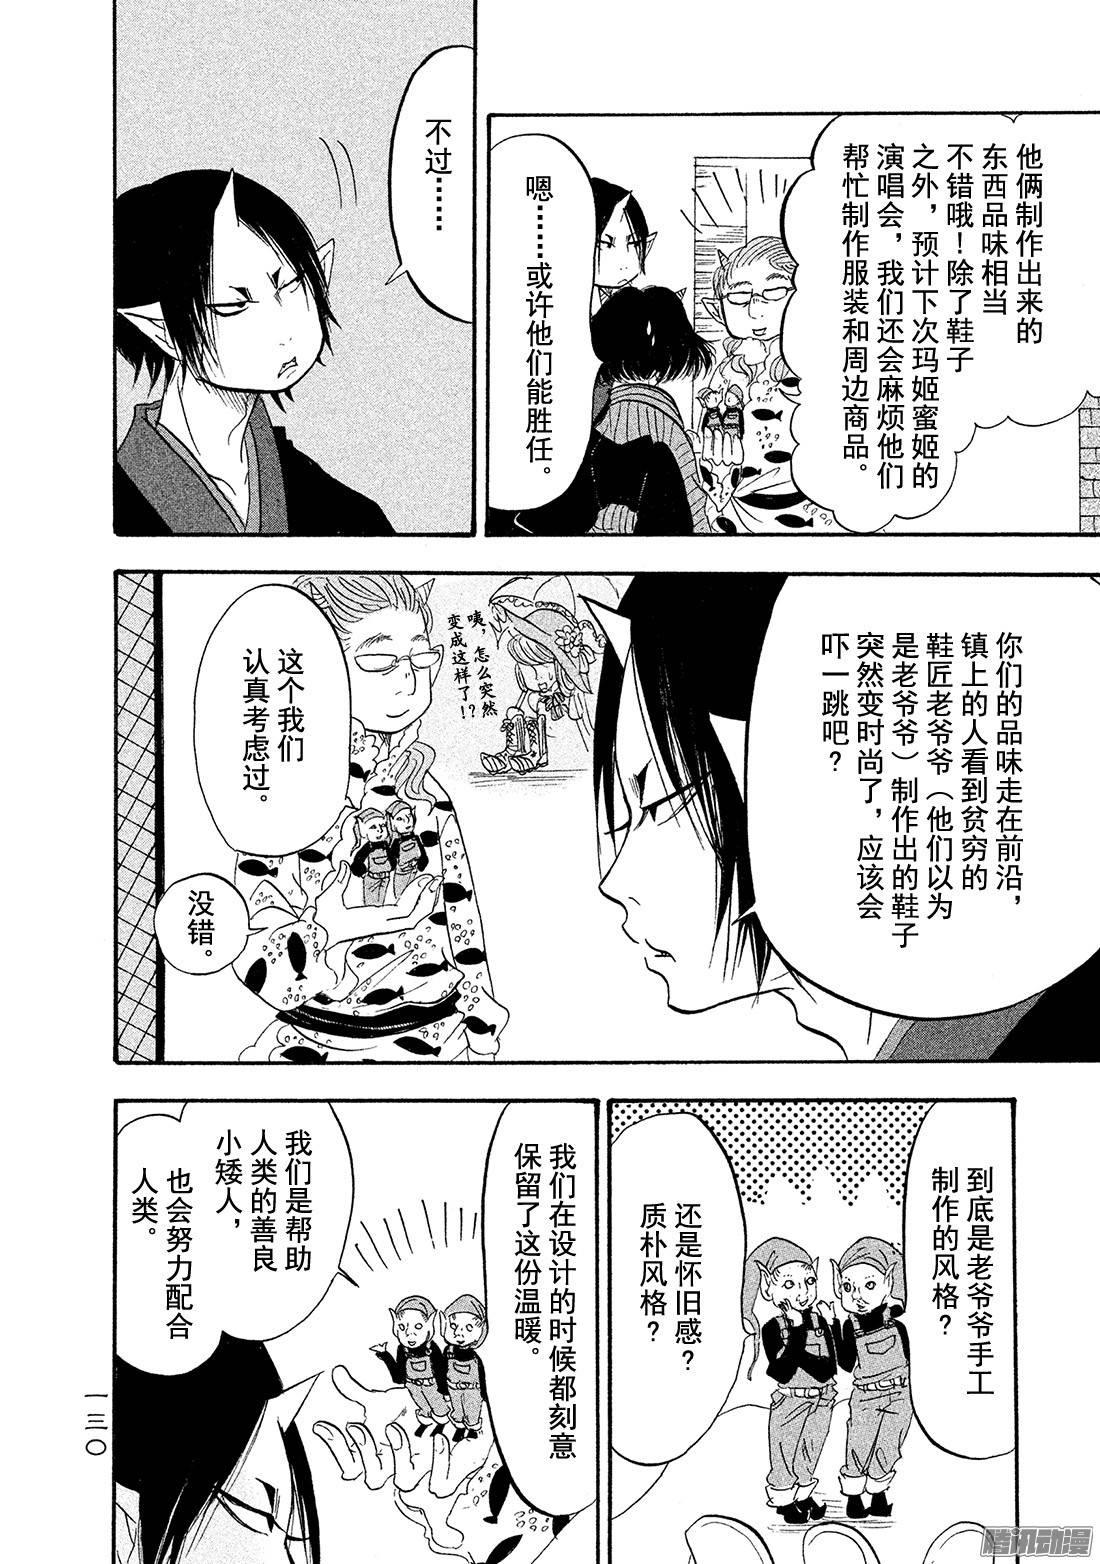 他俩制作出来的
东西品味相当
不错哦！除了鞋子
之外，预计下次玛姬蜜姬的
演唱会，我们还会麻烦他们
帮忙制作服装和周边商品。
嗯……或许他们能胜任。
不过……
你们的品味走在前沿，
镇上的人看到贫穷的
鞋匠老爷爷（他们以为
是老爷爷）制作出的鞋子
突然变时尚了，应该会
吓一跳吧？
咦，怎么突然
变成这样了!?
这个我们
认真考虑过。
没错。
到底是老爷爷手工
制作的风格？
还是怀旧感？
质朴风格？
我们在设计的时候都刻意
保留了这份温暖。
我们是帮助
人类的善良
小矮人，
也会努力配合
人类。
一三〇
腾讯动漫